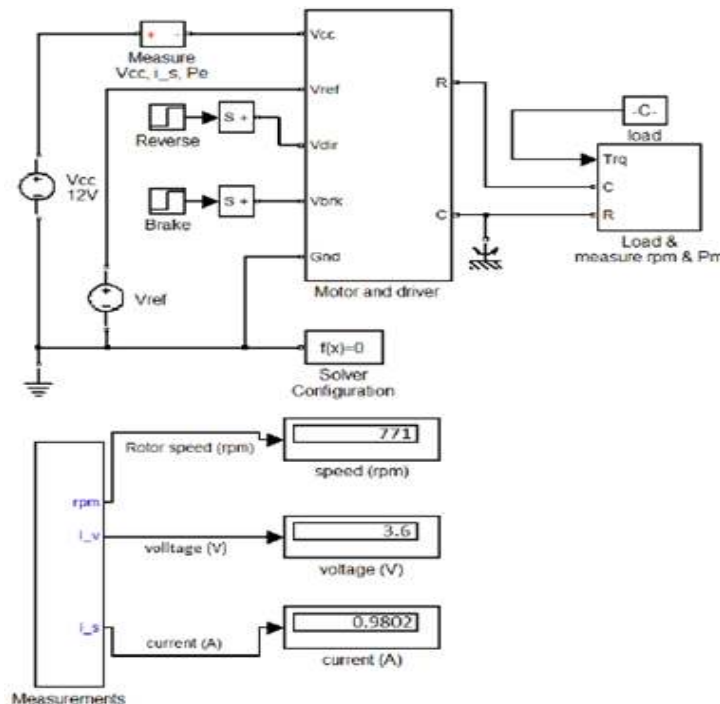 Measure
Vcc, i_s, Pe
Vcc
Vref
Vdir
Vbrk
Gnd
R
C
Motor and driver
Reverse
S
Brake
S
Vcc
12V
Vref
f(x)=0
Solver
Configuration
-C-
load
Trq
C
R
Load &
measure rpm & Pm
Rotor speed (rpm)
771
speed (rpm)
rpm
i_v
volltage (V)
3.6
voltage (V)
i_s
current (A)
0.9802
current (A)
Measurements